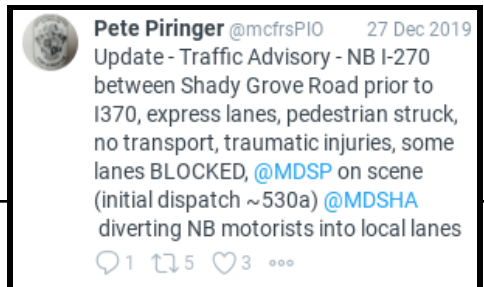 Pete Piringer @mcfrsPIO 27 Dec 2019
Update - Traffic Advisory - NB I-270
between Shady Grove Road prior to
I370, express lanes, pedestrian struck,
no transport, traumatic injuries, some
lanes BLOCKED, @MDSP on scene
(initial dispatch ~530a) @MDSHA
diverting NB motorists into local lanes
1 5 3